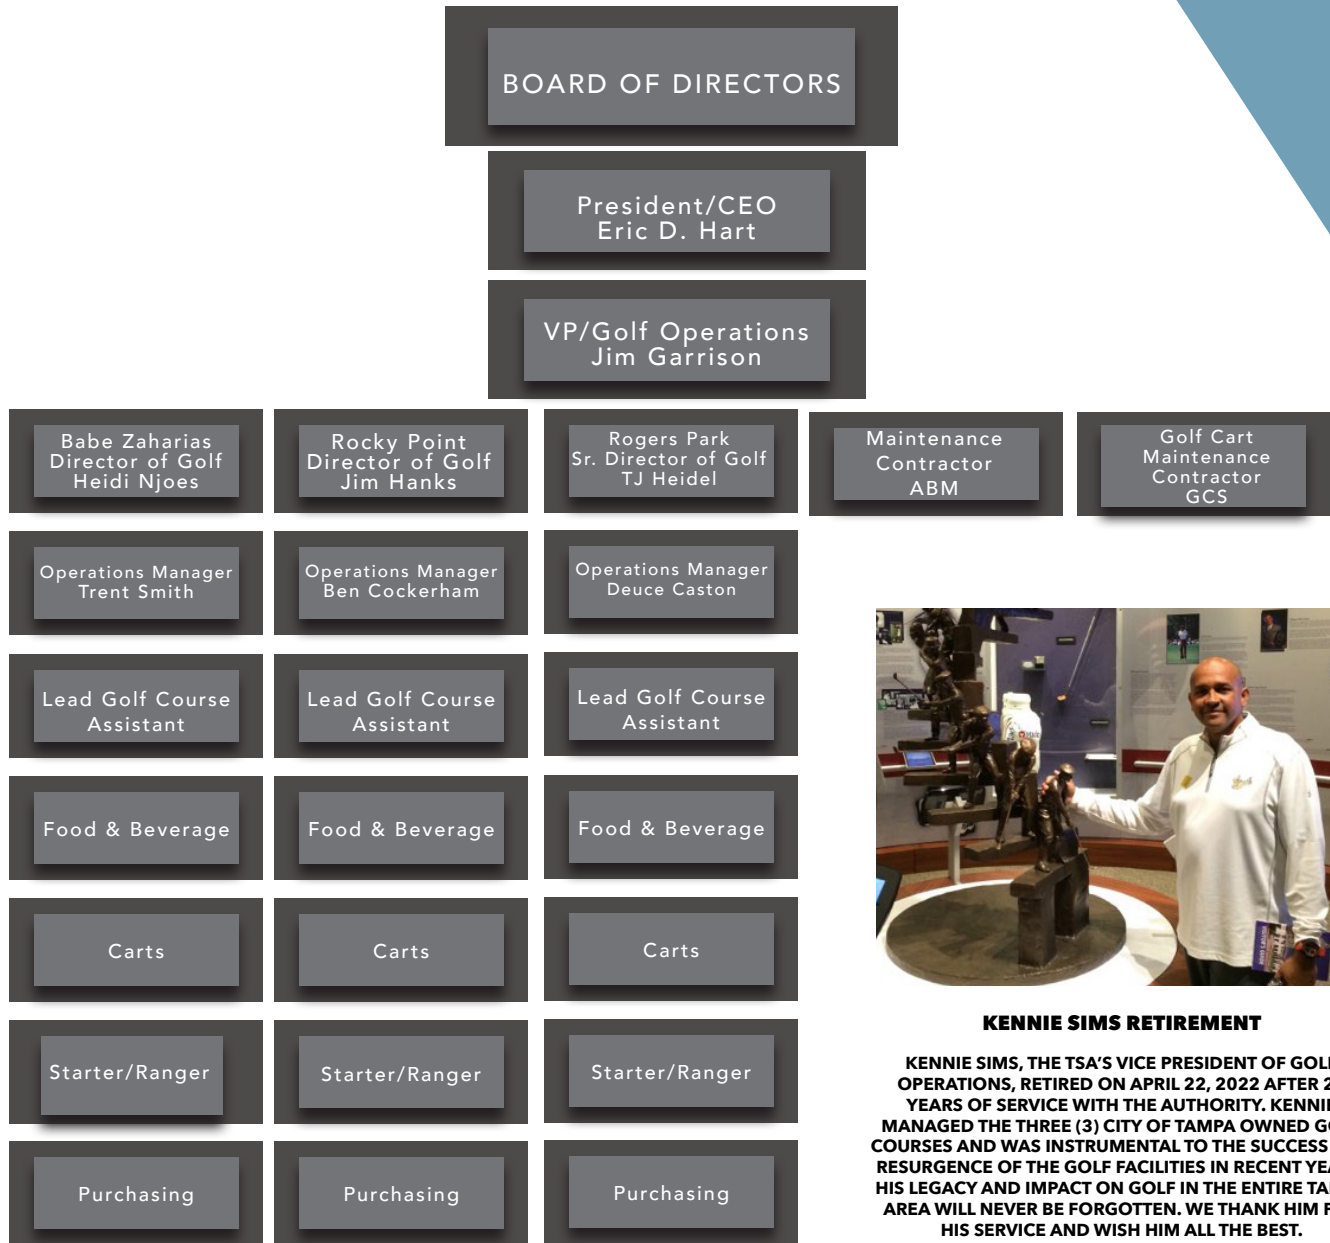 BOARD OF DIRECTORS
President/CEO
Eric D. Hart
VP/Golf Operations
Jim Garrison
Babe Zaharias
Director of Golf
Heidi Njoes
Rocky Point
Director of Golf
Jim Hanks
Rogers Park
Sr. Director of Golf
TJ Heidel
Maintenance
Contractor
ABM
Golf Cart
Maintenance
Contractor
GCS
Operations Manager
Trent Smith
Operations Manager
Ben Cockerham
Operations Manager
Deuce Caston
Lead Golf Course
Assistant
Lead Golf Course
Assistant
Lead Golf Course
Assistant
Food & Beverage
Food & Beverage
Food & Beverage
Carts
Carts
Carts
Starter/Ranger
Starter/Ranger
Starter/Ranger
Purchasing
Purchasing
Purchasing
KENNIE SIMS RETIREMENT
KENNIE SIMS, THE TSA'S VICE PRESIDENT OF GOLF
OPERATIONS, RETIRED ON APRIL 22, 2022 AFTER
YEARS OF SERVICE WITH THE AUTHORITY. KENNIE
MANAGED THE THREE (3) CITY OF TAMPA OWNED
COURSES AND WAS INSTRUMENTAL TO THE SUCCESS
RESURGENCE OF THE GOLF FACILITIES IN RECENT
HIS LEGACY AND IMPACT ON GOLF IN THE ENTIRE
AREA WILL NEVER BE FORGOTTEN. WE THANK HIM
HIS SERVICE AND WISH HIM ALL THE BEST.